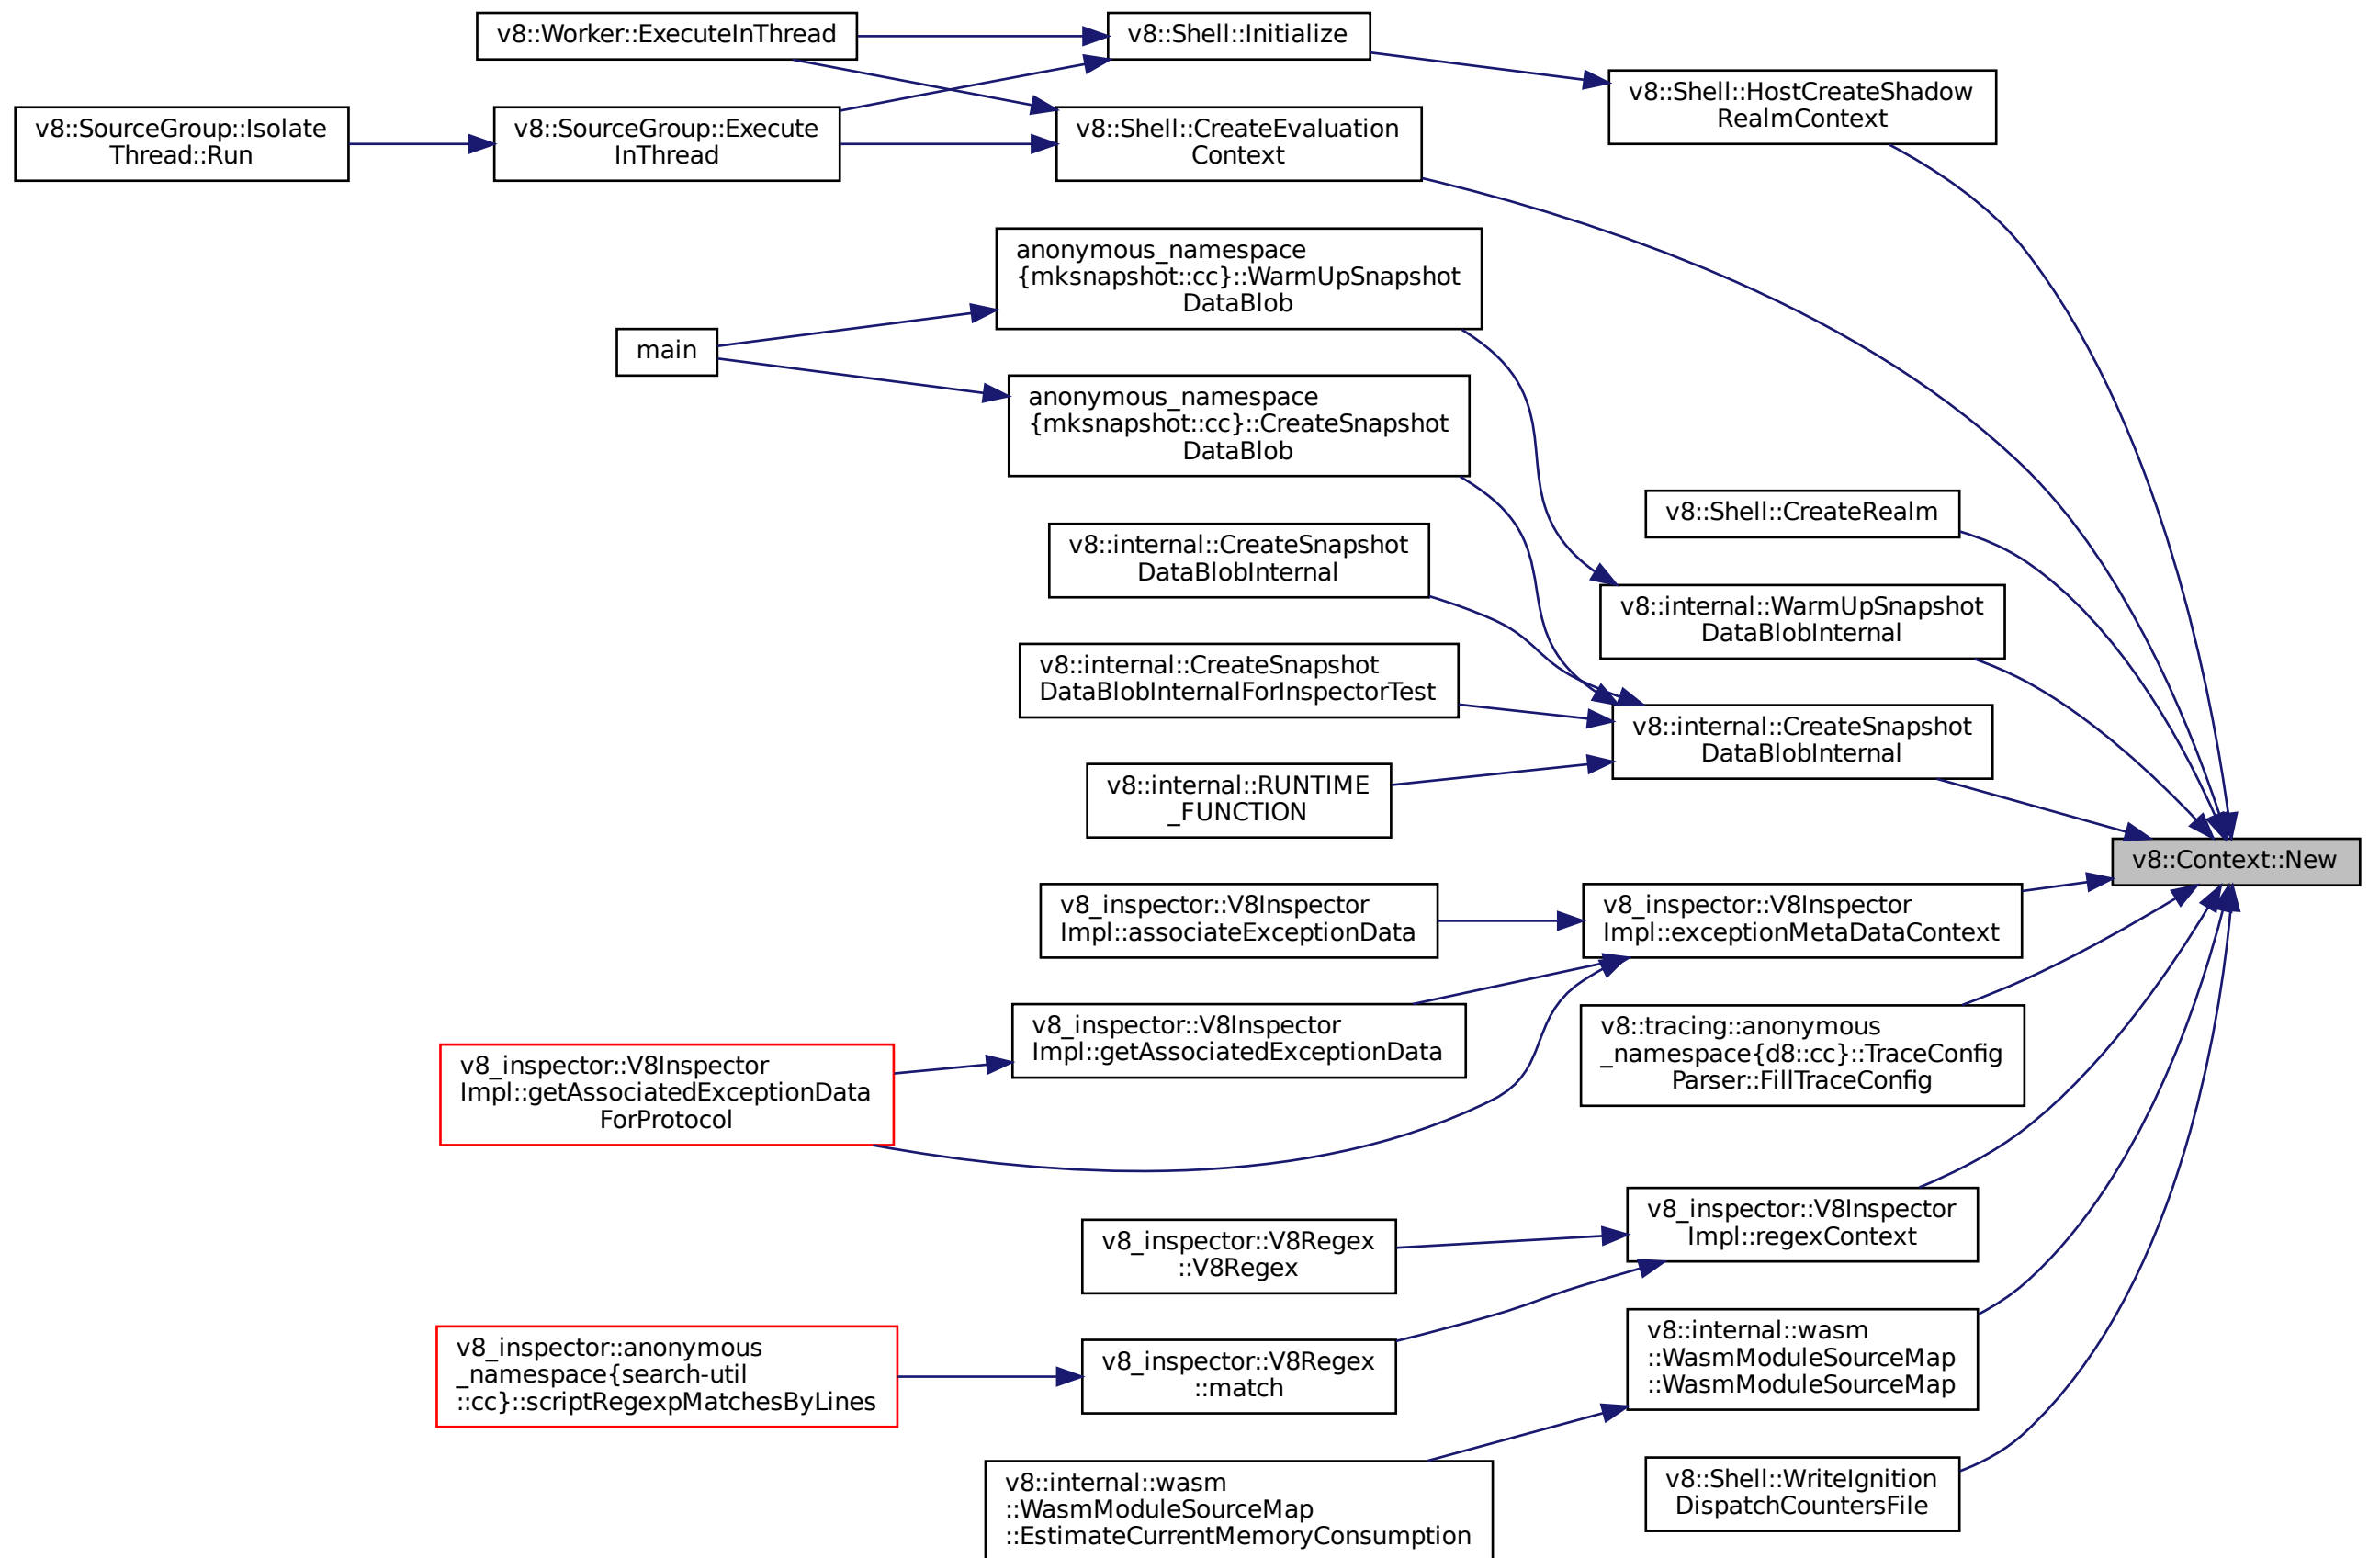 v8::Worker::ExecuteInThread
v8::Shell::Initialize
v8::Shell::HostCreateShadow
RealmContext
v8::SourceGroup::Isolate
Thread::Run
v8::SourceGroup::Execute
InThread
v8::Shell::CreateEvaluation
Context
anonymous_namespace
{mksnapshot::cc}::WarmUpSnapshot
DataBlob
main
anonymous_namespace
{mksnapshot::cc}::CreateSnapshot
DataBlob
v8::Shell::CreateRealm
v8::internal::CreateSnapshot
DataBlobInternal
v8::internal::WarmUpSnapshot
DataBlobInternal
v8::internal::CreateSnapshot
DataBlobInternalForInspectorTest
v8::internal::CreateSnapshot
DataBlobInternal
v8::internal::RUNTIME
_FUNCTION
v8::Context::New
v8_inspector::V8Inspector
Impl::associateExceptionData
v8_inspector::V8Inspector
Impl::exceptionMetaDataContext
v8_inspector::V8Inspector
Impl::getAssociatedExceptionData
v8::tracing::anonymous
_namespace{d8::cc}::TraceConfig
Parser::FillTraceConfig
v8_inspector::V8Inspector
Impl::getAssociatedExceptionData
ForProtocol
v8_inspector::V8Inspector
Impl::regexContext
v8_inspector::V8Regex
::V8Regex
v8_inspector::anonymous
_namespace{search-util
::cc}::scriptRegexpMatchesByLines
v8_inspector::V8Regex
::match
v8::internal::wasm
::WasmModuleSourceMap
::WasmModuleSourceMap
v8::internal::wasm
::WasmModuleSourceMap
::EstimateCurrentMemoryConsumption
v8::Shell::WriteIgnition
DispatchCountersFile